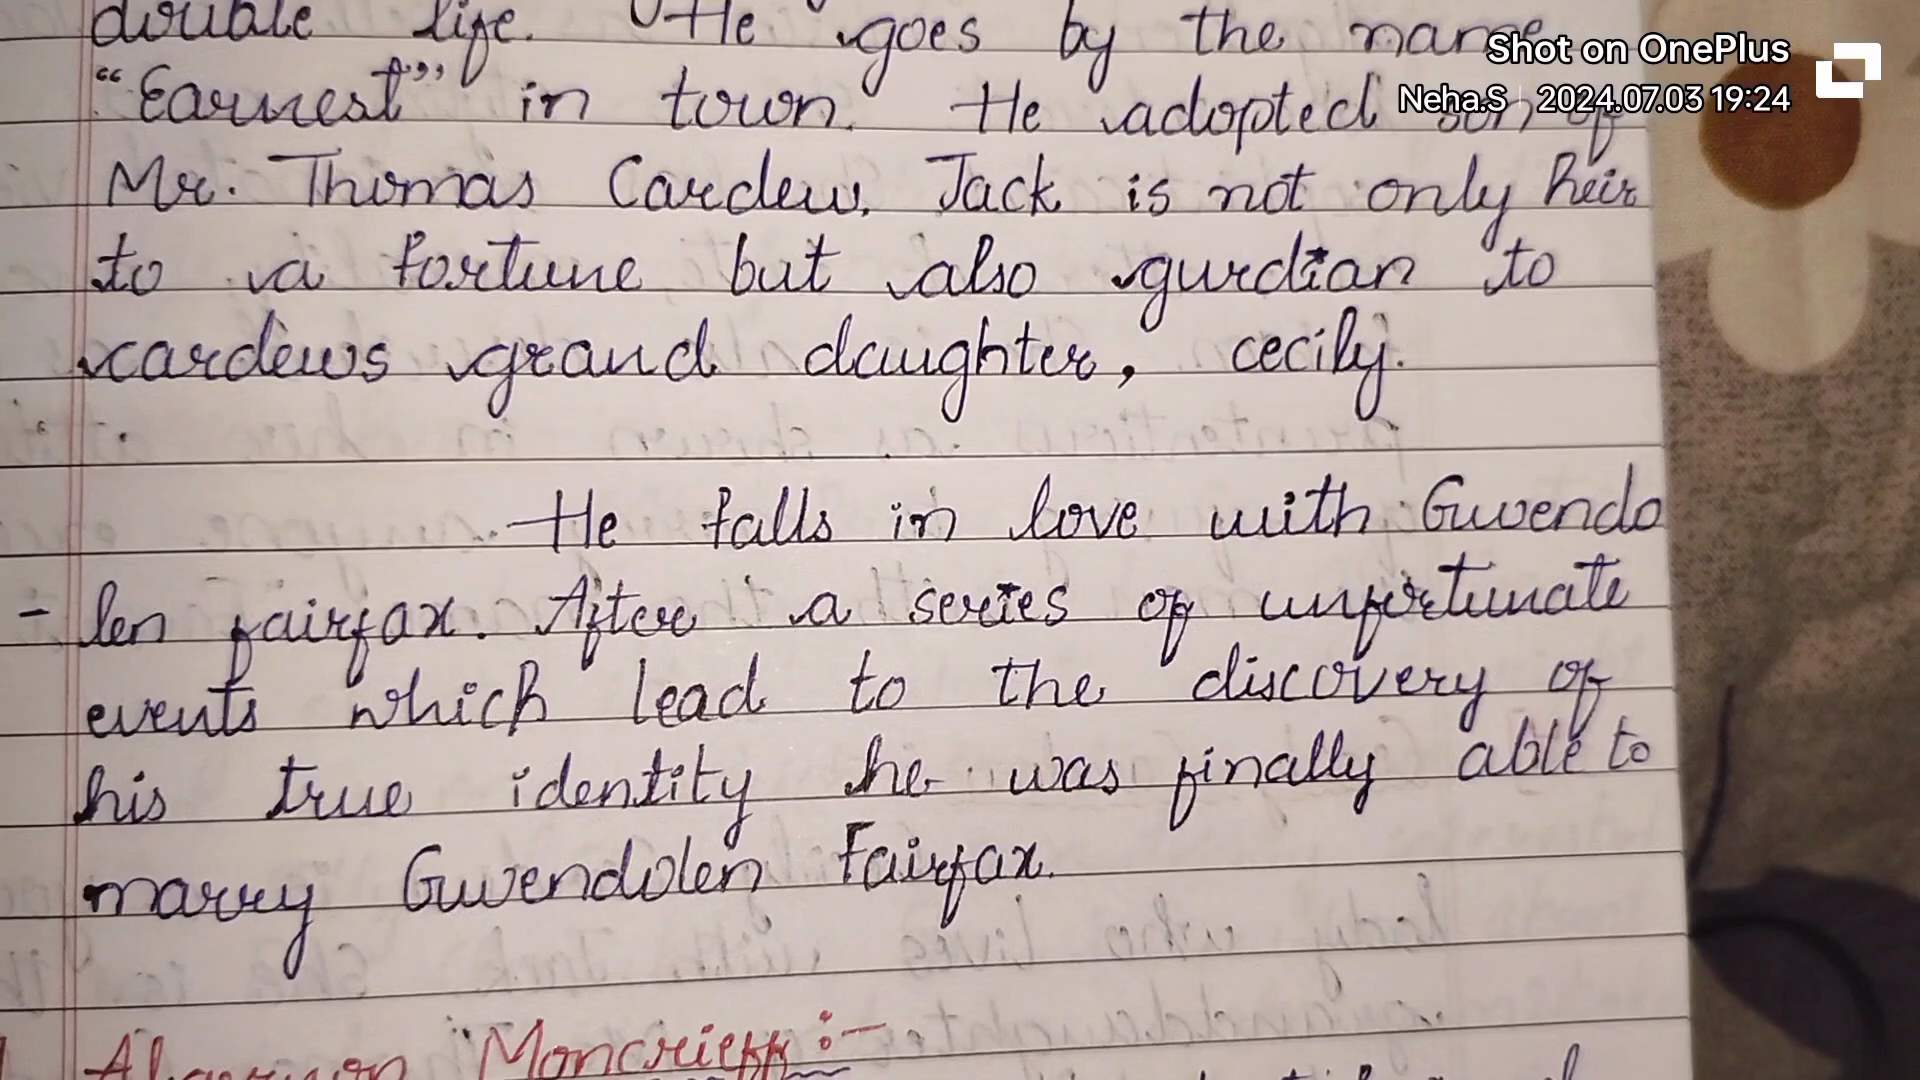 double life. He goes by the name
"Earnest" in town. He adopted son of
Mr. Thomas Cardew. Jack is not only heir
to a fortune but also gurdian to
cardews grand daughter, cecily.
He falls in love with Gwendo
- len fairfax. After a series of unfortunate
events which lead to the discovery of
his true identity he was finally able to
marry Gwendolen Fairfax.
Moncrieff :-
Shot on OnePlus
Neha.S | 2024.07.03 19:24